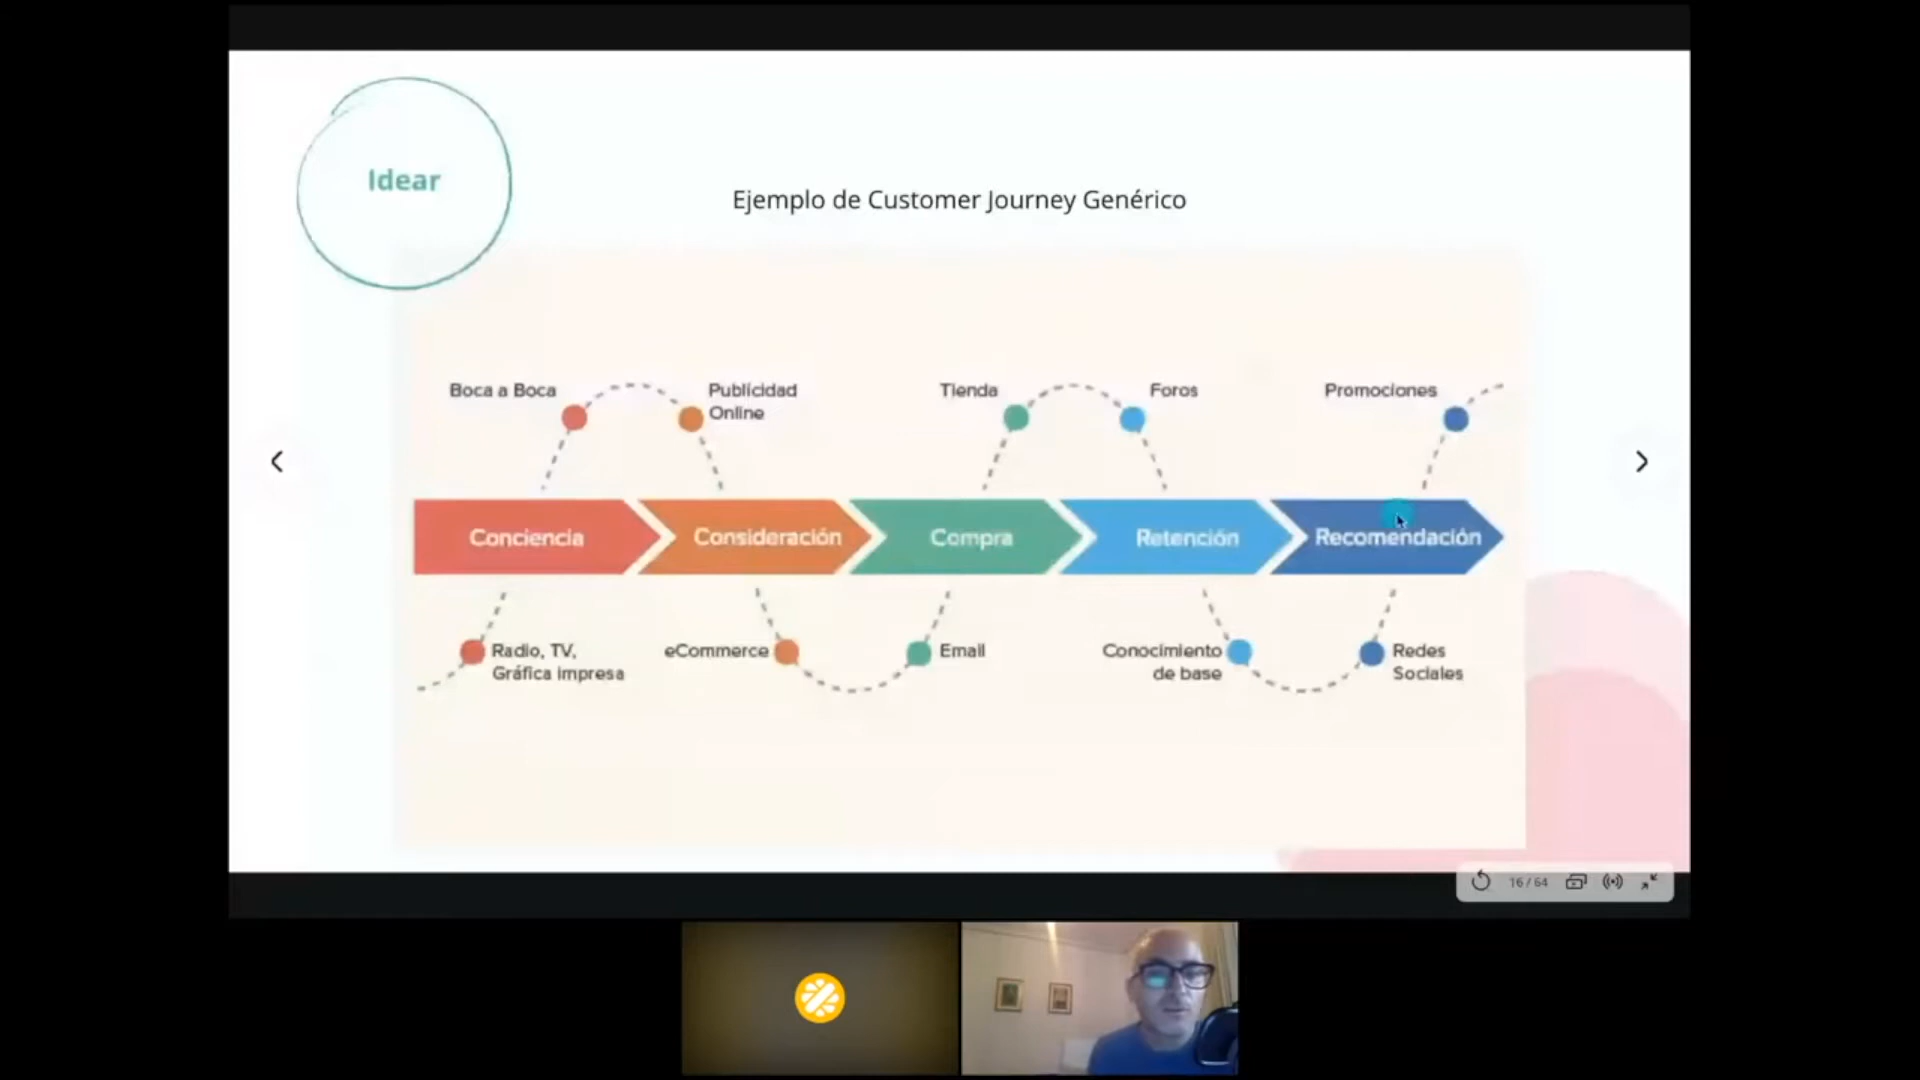 Idear
Ejemplo de Customer Journey Genérico
Boca a Boca
Publicidad
Online
Tienda
Foros
Promociones
Conciencia
Consideración
Compra
Retención
Recomendación
Radio, TV,
Gráfica impresa
eCommerce
Email
Conocimiento
de base
Redes
Sociales
16 / 64